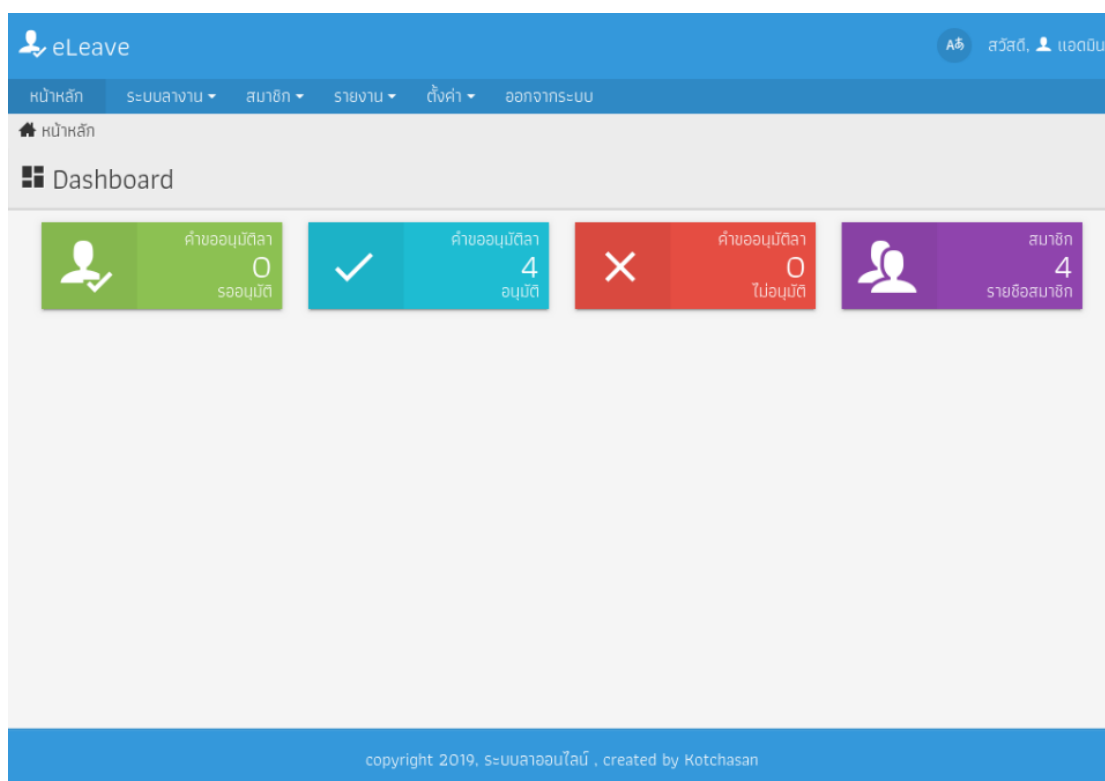 eLeave
Aあ สวัสดี, แอดมิน
หน้าหลัก ระบบลางาน สมาชิก รายงาน ตั้งค่า ออกจากระบบ
หน้าหลัก
Dashboard
คำขออนุมัติลา
0
รออนุมัติ
คำขออนุมัติลา
4
อนุมัติ
คำขออนุมัติลา
0
ไม่อนุมัติ
สมาชิก
4
รายชื่อสมาชิก
copyright 2019, ระบบลาออนไลน์ , created by Kotchasan